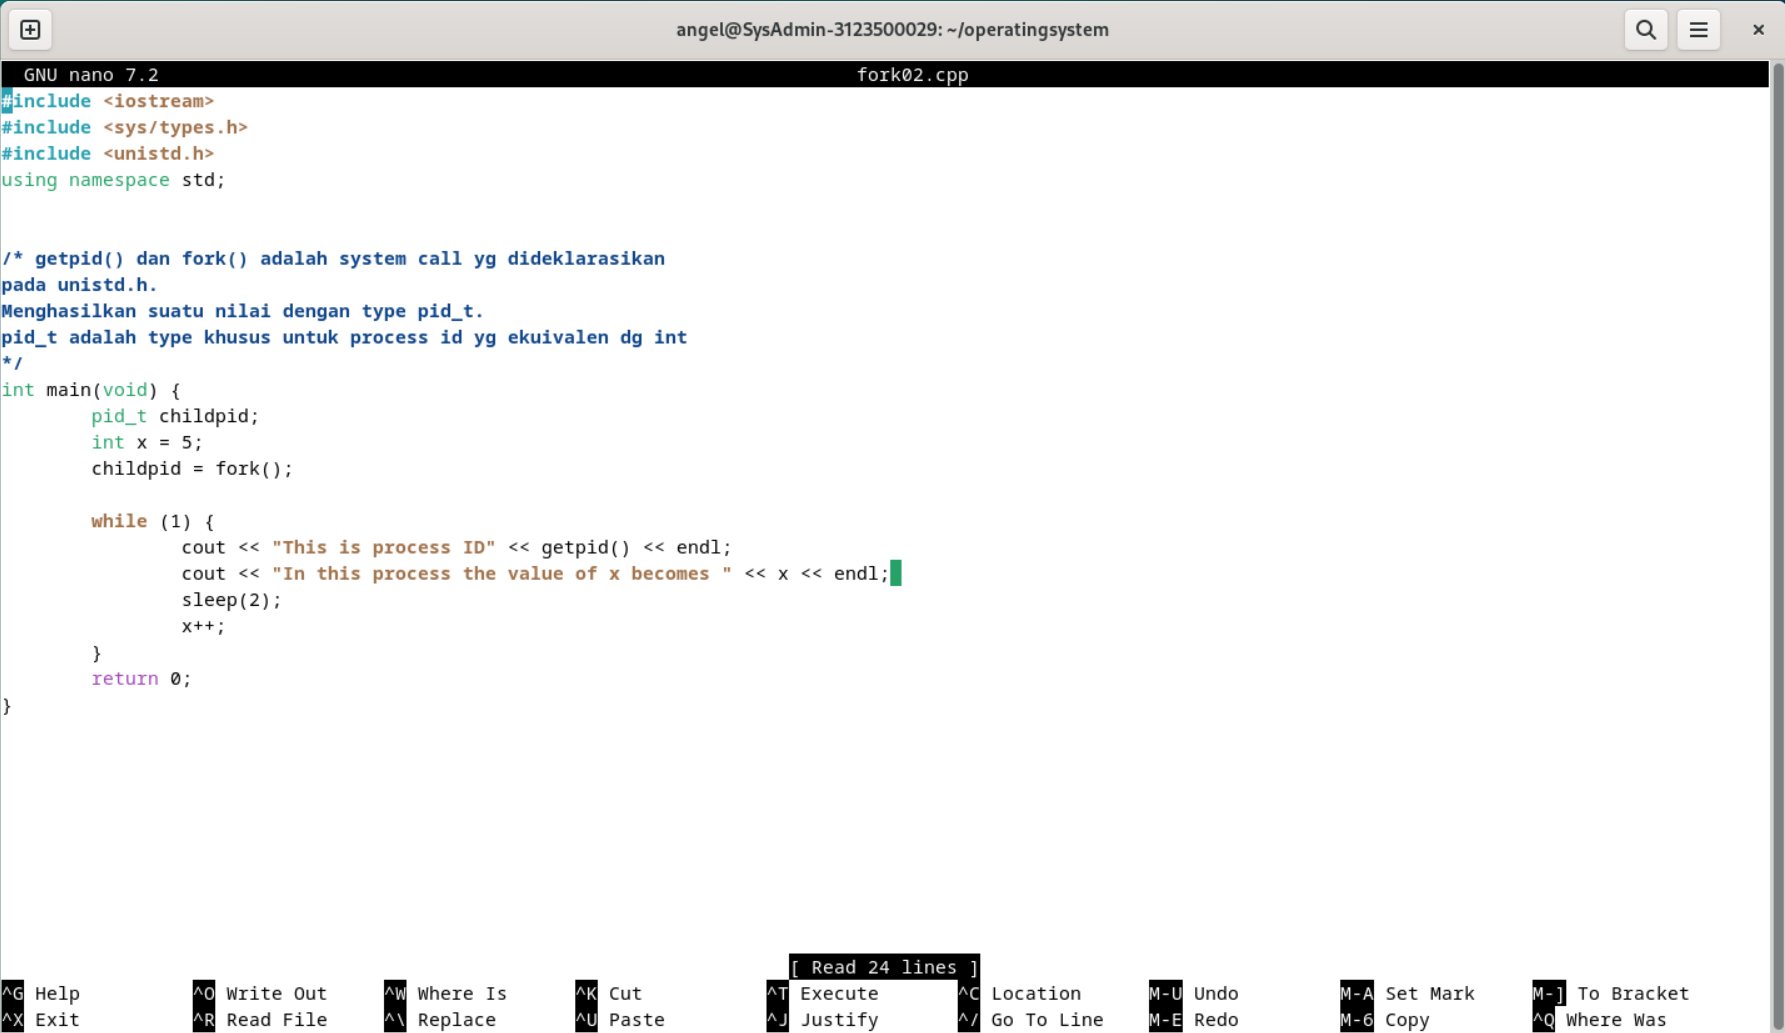 angel@SysAdmin-3123500029: ~/operatingsystem
GNU nano 7.2 fork02.cpp
#include <iostream>
#include <sys/types.h>
#include <unistd.h>
using namespace std;
/* getpid() dan fork() adalah system call yg dideklarasikan
pada unistd.h.
Menghasilkan suatu nilai dengan type pid_t.
pid_t adalah type khusus untuk process id yg ekuivalen dg int
*/
int main(void) {
        pid_t childpid;
        int x = 5;
        childpid = fork();
        while (1) {
                cout << "This is process ID" << getpid() << endl;
                cout << "In this process the value of x becomes " << x << endl;
                sleep(2);
                x++;
        }
        return 0;
}
[ Read 24 lines ]
^G Help ^O Write Out ^W Where Is ^K Cut ^T Execute ^C Location M-U Undo M-A Set Mark M-] To Bracket
^X Exit ^R Read File ^\ Replace ^U Paste ^J Justify ^/ Go To Line M-E Redo M-6 Copy ^Q Where Was